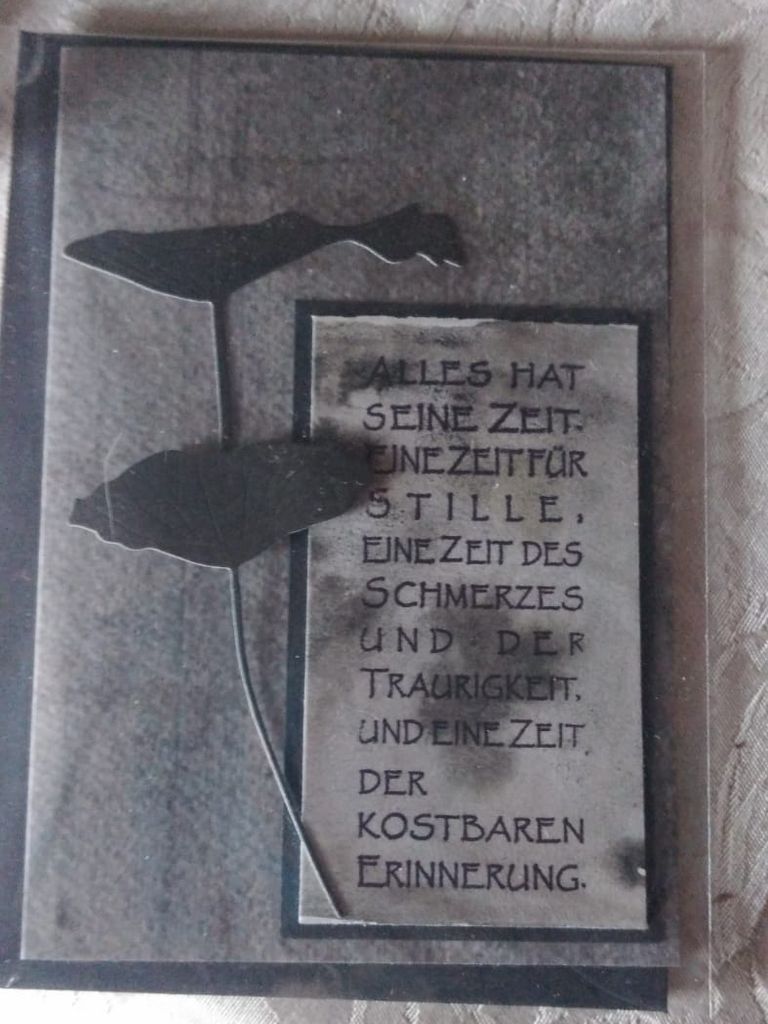 ALLES HAT
SEINE ZEIT.
EINE ZEIT FÜR
STILLE,
EINE ZEIT DES
SCHMERZES
UND DER
TRAURIGKEIT,
UND EINE ZEIT
DER
KOSTBAREN
ERINNERUNG.